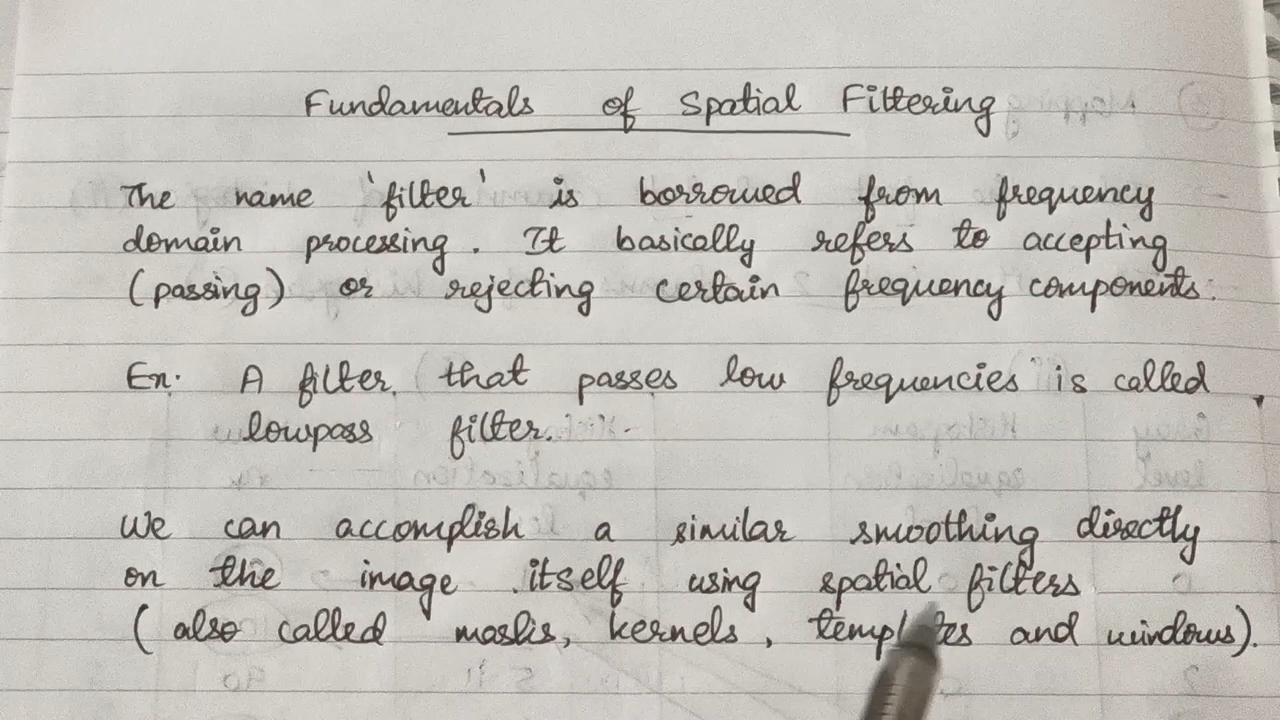 Fundamentals of Spatial Filtering
The name 'filter' is borrowed from frequency
domain processing. It basically refers to accepting
(passing) or rejecting certain frequency components.
Ex. A filter that passes low frequencies is called
lowpass filter.
We can accomplish a similar smoothing directly
on the image itself using spatial filters
(also called masks, kernels, templates and windows).